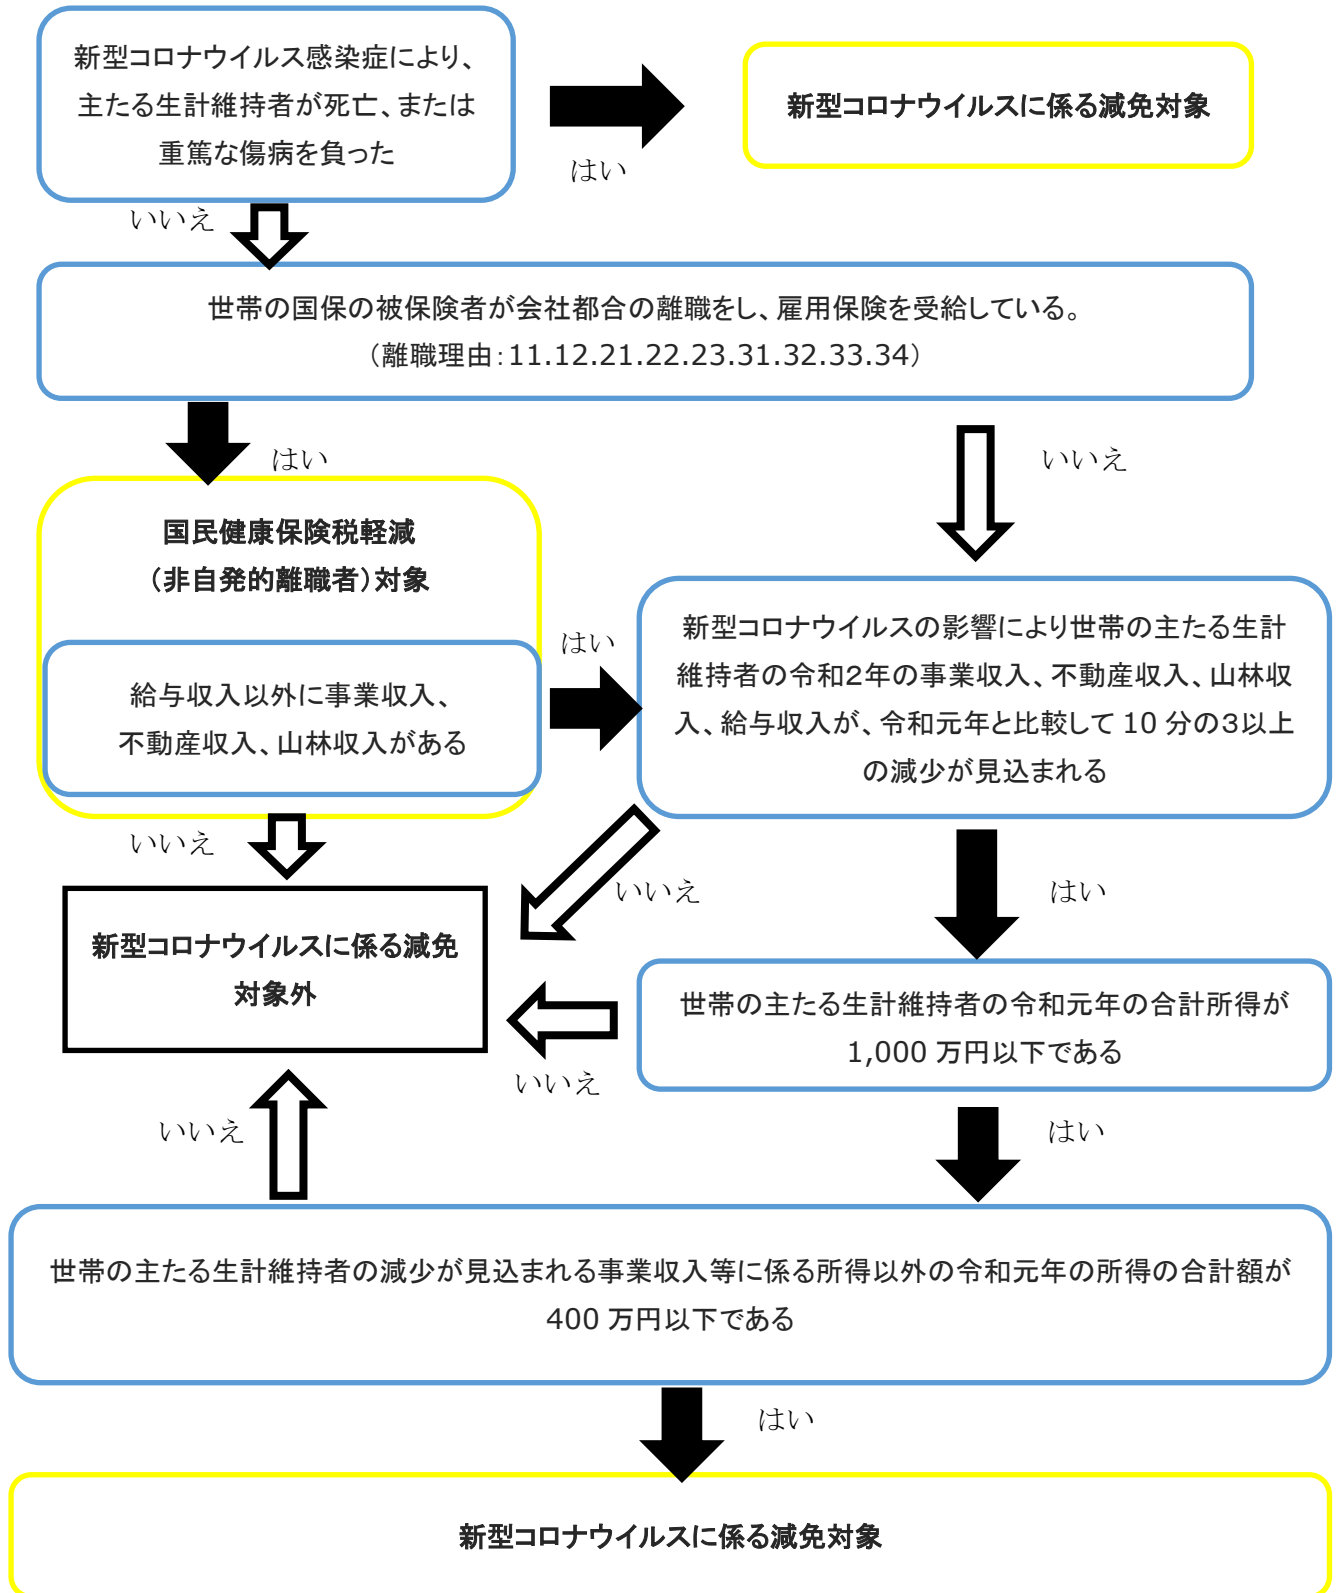 新型コロナウイルス感染症により、
主たる生計維持者が死亡、または
重篤な傷病を負った
はい
新型コロナウイルスに係る減免対象
いいえ
世帯の国保の被保険者が会社都合の離職をし、雇用保険を受給している。
（離職理由：11.12.21.22.23.31.32.33.34）
はい
いいえ
国民健康保険税軽減
（非自発的離職者）対象
給与収入以外に事業収入、
不動産収入、山林収入がある
はい
新型コロナウイルスの影響により世帯の主たる生計
維持者の令和２年の事業収入、不動産収入、山林収
入、給与収入が、令和元年と比較して 10 分の３以上
の減少が見込まれる
いいえ
いいえ
はい
新型コロナウイルスに係る減免
対象外
世帯の主たる生計維持者の令和元年の合計所得が
1,000 万円以下である
いいえ
いいえ
はい
世帯の主たる生計維持者の減少が見込まれる事業収入等に係る所得以外の令和元年の所得の合計額が
400 万円以下である
はい
新型コロナウイルスに係る減免対象